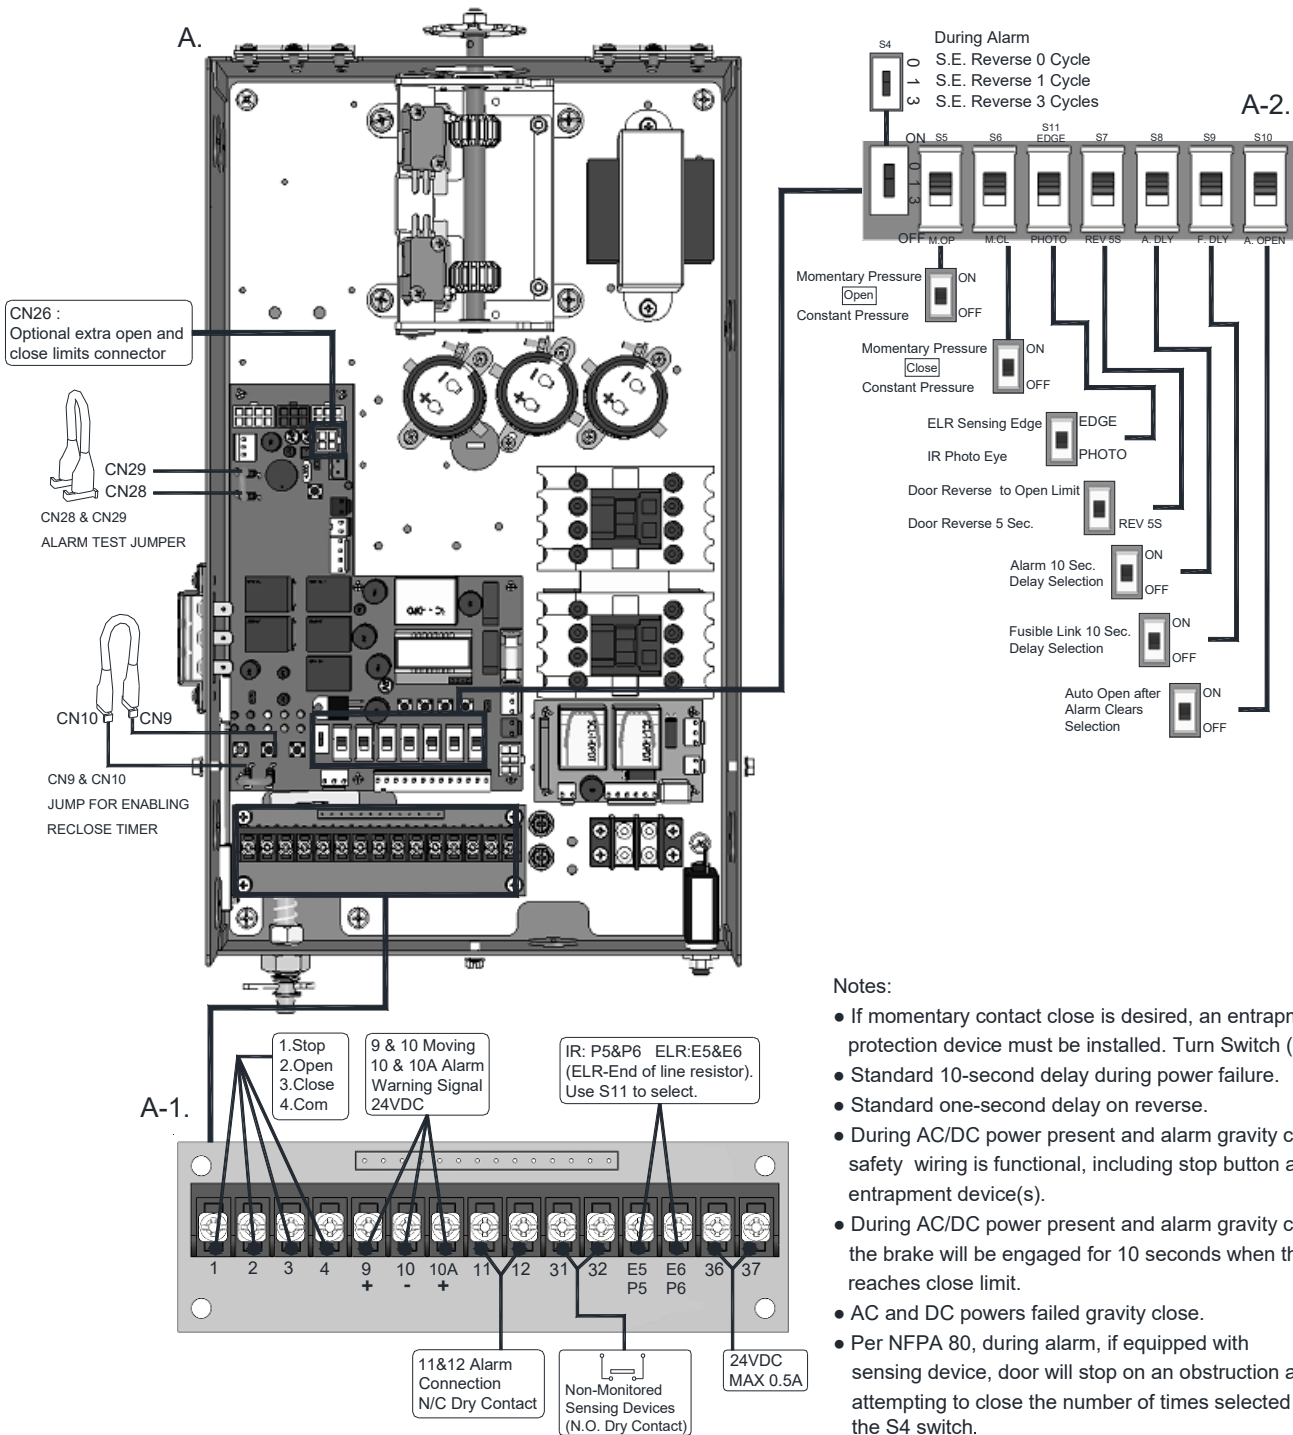 A.
S4
0
1
3
During Alarm
S.E. Reverse 0 Cycle
S.E. Reverse 1 Cycle
S.E. Reverse 3 Cycles
A-2.
ON
S5
S6
S11
EDGE
S7
S8
S9
S10
0
1
3
OFF
M.OP
M.CL
PHOTO
REV 5S
A. DLY
F. DLY
A. OPEN
Momentary Pressure
Open
Constant Pressure
ON
OFF
Momentary Pressure
Close
Constant Pressure
ON
OFF
ELR Sensing Edge
IR Photo Eye
EDGE
PHOTO
Door Reverse to Open Limit
Door Reverse 5 Sec.
REV 5S
Alarm 10 Sec.
Delay Selection
ON
OFF
Fusible Link 10 Sec.
Delay Selection
ON
OFF
Auto Open after
Alarm Clears
Selection
ON
OFF
CN26 :
Optional extra open and
close limits connector
CN29
CN28
CN28 & CN29
ALARM TEST JUMPER
CN10
CN9
CN9 & CN10
JUMP FOR ENABLING
RECLOSE TIMER
A-1.
1.Stop
2.Open
3.Close
4.Com
9 & 10 Moving
10 & 10A Alarm
Warning Signal
24VDC
IR: P5&P6 ELR:E5&E6
(ELR-End of line resistor).
Use S11 to select.
1 2 3 4 9 10 10A 11 12 31 32 E5 E6 36 37
+ - + P5 P6
11&12 Alarm
Connection
N/C Dry Contact
Non-Monitored
Sensing Devices
(N.O. Dry Contact)
24VDC
MAX 0.5A
Notes:
● If momentary contact close is desired, an
protection device must be installed. Turn Switch (
● Standard 10-second delay during power failure.
● Standard one-second delay on reverse.
● During AC/DC power present and alarm gravity
safety wiring is functional, including stop button
entrapment device(s).
● During AC/DC power present and alarm gravity
the brake will be engaged for 10 seconds when
reaches close limit.
● AC and DC powers failed gravity close.
● Per NFPA 80, during alarm, if equipped with
sensing device, door will stop on an obstruction
attempting to close the number of times selected
the S4 switch.